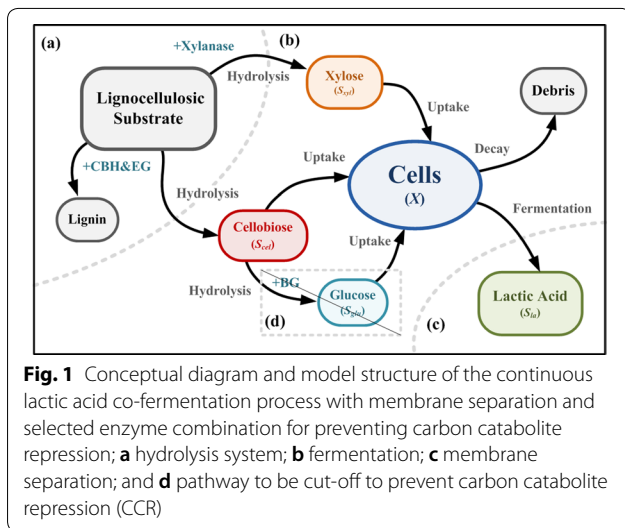 (a)
+Xylanase
(b)
Hydrolysis
Xylose
(Sxyl)
Lignocellulosic
Substrate
Uptake
Debris
+CBH&EG
Uptake
Cells
(X)
Decay
Hydrolysis
Lignin
Cellobiose
(Scel)
Uptake
Fermentation
Hydrolysis
+BG
Glucose
(Sglu)
(d)
(c)
Lactic Acid
(Sla)
Fig. 1 Conceptual diagram and model structure of the continuous
lactic acid co-fermentation process with membrane separation and
selected enzyme combination for preventing carbon catabolite
repression; a hydrolysis system; b fermentation; c membrane
separation; and d pathway to be cut-off to prevent carbon catabolite
repression (CCR)